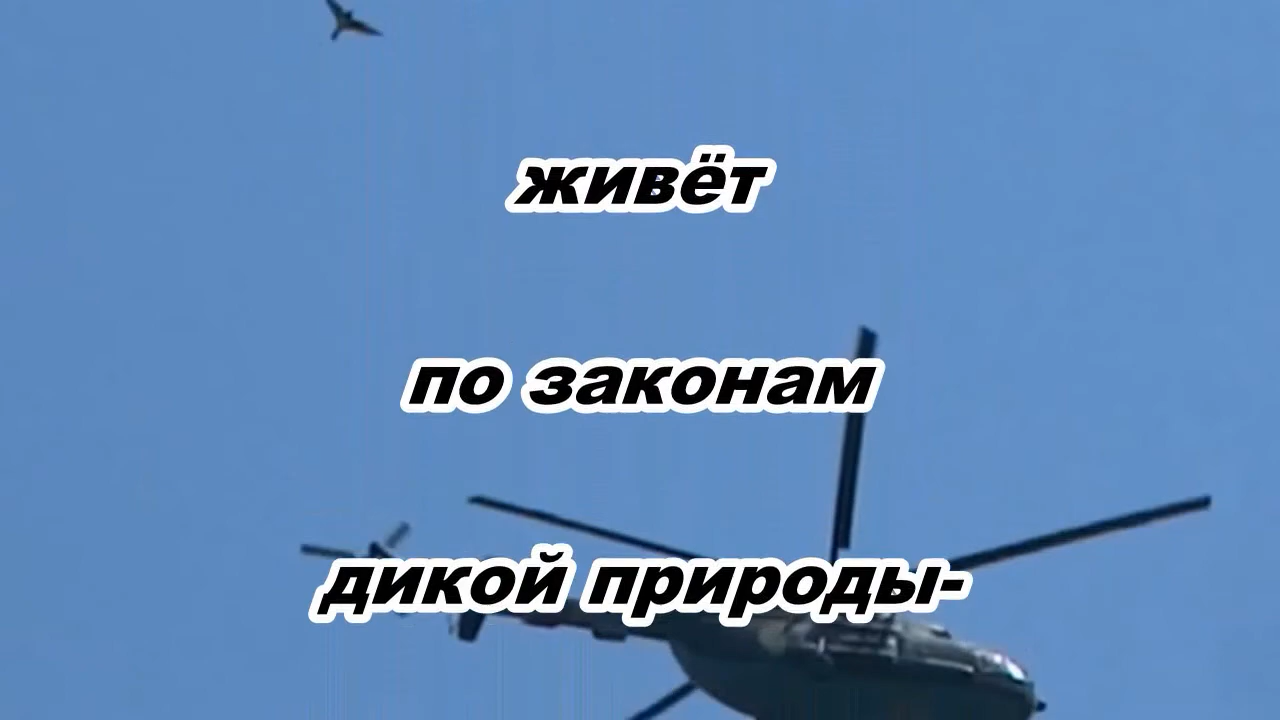 живёт
по законам
дикой природы-